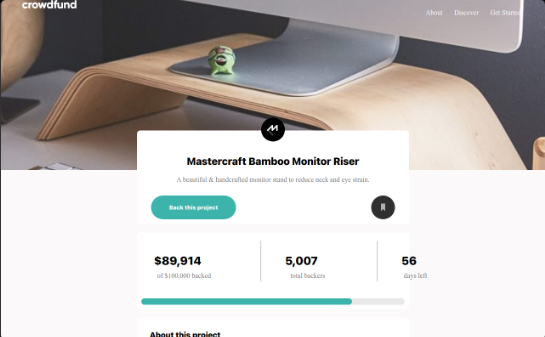 crowdfund
About Discover Get Started
Mastercraft Bamboo Monitor Riser
A beautiful & handcrafted monitor stand to reduce neck and eye strain.
Back this project
$89,914 5,007 56
of $100,000 backed total backers days left
About this project